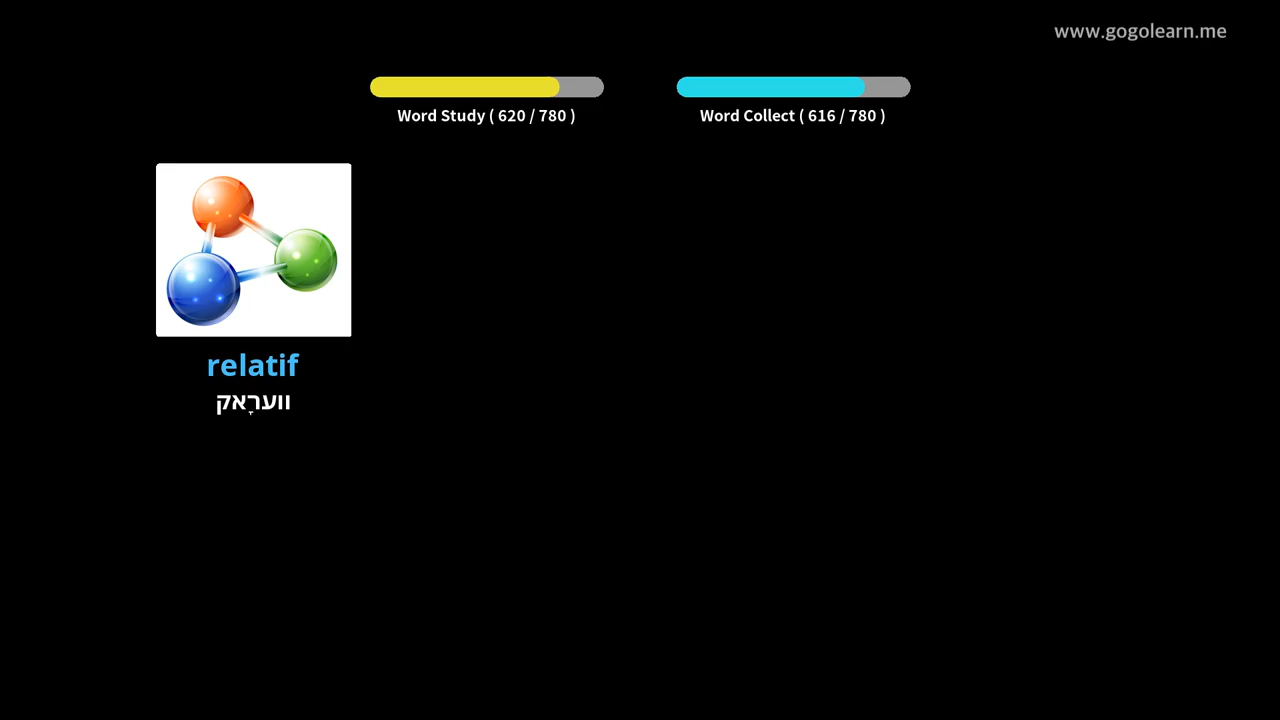 www.gogolearn.me
Word Study ( 620 / 780 )
Word Collect ( 616 / 780 )
relatif
ווערָאק